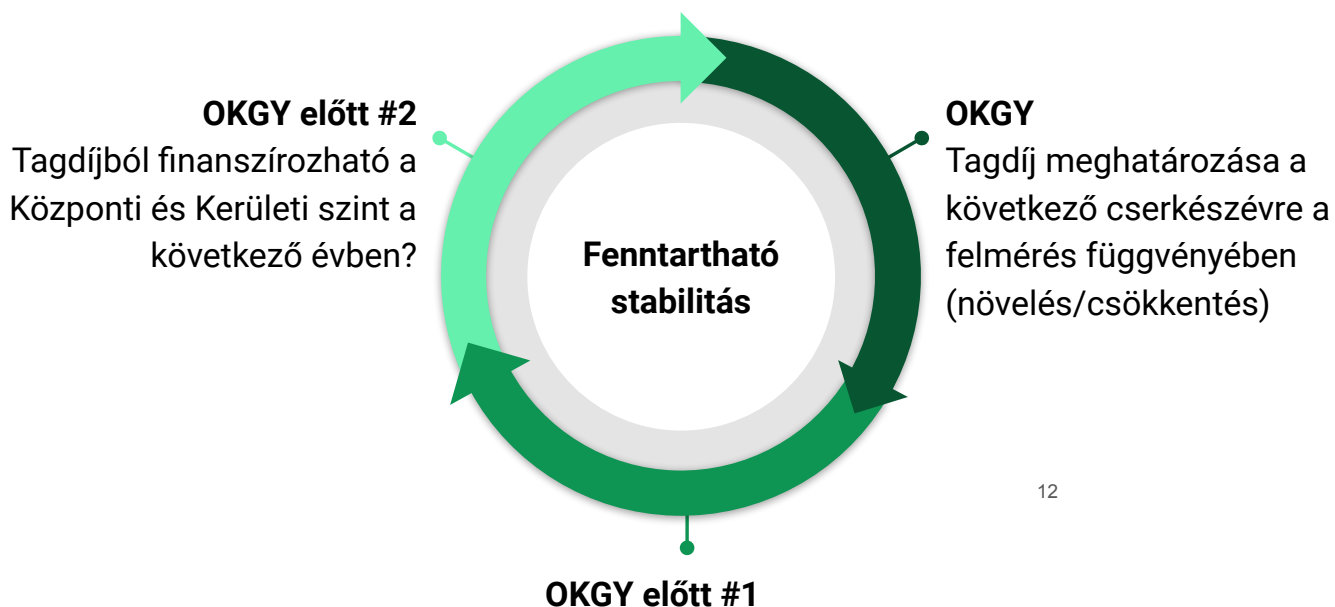 OKGY előtt #2
Tagdíjból finanszírozható a
Központi és Kerületi szint a
következő évben?
Fenntartható
stabilitás
OKGY
Tagdíj meghatározása a
következő cserkészévre a
felmérés függvényében
(növelés/csökkentés)
12
OKGY előtt #1